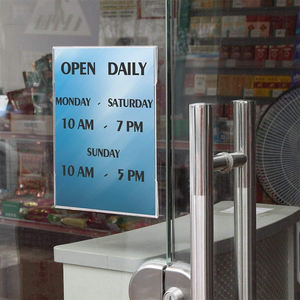 OPEN DAILY
MONDAY - SATURDAY
10 AM - 7 PM
SUNDAY
10 AM - 5 PM